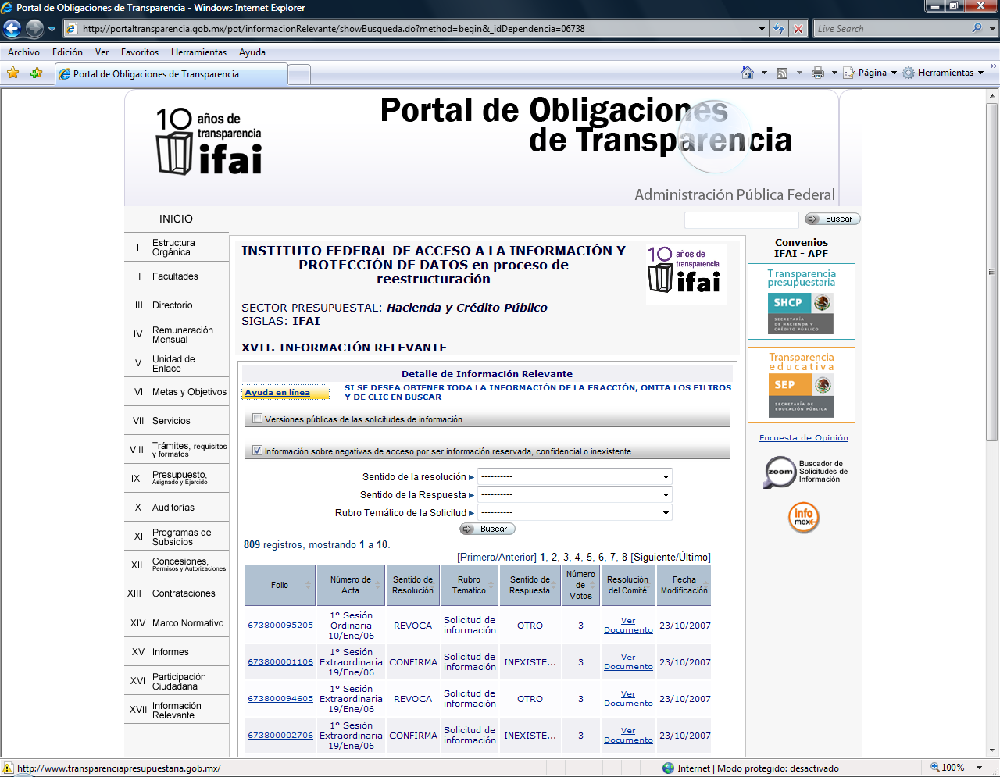 Portal de Obligaciones de Transparencia - Windows Internet Explorer
http://portaltransparencia.gob.mx/pot/informacionRelevante/showBusqueda.do?method=begin&_idDependencia=06738
Live Search
Archivo Edición Ver Favoritos Herramientas Ayuda
Portal de Obligaciones de Transparencia
Página
Herramientas
10 años de transparencia
ifai
Portal de Obligaciones
de Transparencia
Administración Pública Federal
INICIO
Buscar
I Estructura
Orgánica
II Facultades
III Directorio
IV Remuneración
Mensual
V Unidad de
Enlace
VI Metas y Objetivos
VII Servicios
VIII Trámites, requisitos
y formatos
IX Presupuesto,
Asignado y Ejercido
X Auditorías
XI Programas de
Subsidios
XII Concesiones,
Permisos y Autorizaciones
XIII Contrataciones
XIV Marco Normativo
XV Informes
XVI Participación
Ciudadana
XVII Información
Relevante
INSTITUTO FEDERAL DE ACCESO A LA INFORMACIÓN Y
PROTECCIÓN DE DATOS en proceso de
reestructuración
10 años de transparencia
ifai
SECTOR PRESUPUESTAL: Hacienda y Crédito Público
SIGLAS: IFAI
XVII. INFORMACIÓN RELEVANTE
Detalle de Información Relevante
Ayuda en línea
SI SE DESEA OBTENER TODA LA INFORMACIÓN DE LA FRACCIÓN, OMITA LOS FILTROS
Y DE CLIC EN BUSCAR
Versiones públicas de las solicitudes de información
Información sobre negativas de acceso por ser información reservada, confidencial o inexistente
Sentido de la resolución ----------
Sentido de la Respuesta ----------
Rubro Temático de la Solicitud ----------
Buscar
809 registros, mostrando 1 a 10.
[Primero/Anterior] 1, 2, 3, 4, 5, 6, 7, 8 [Siguiente/Último]
Folio
Número de
Acta
Sentido de
Resolución
Rubro
Tematico
Sentido de
Respuesta
Número
de
Votos
Resolución
del Comité
Fecha
Modificación
673800095205
1° Sesión
Ordinaria
10/Ene/06
REVOCA
Solicitud de
información
OTRO
3
Ver
Documento
23/10/2007
673800001106
1° Sesión
Extraordinaria
19/Ene/06
CONFIRMA
Solicitud de
información
INEXISTE...
3
Ver
Documento
23/10/2007
673800094605
1° Sesión
Extraordinaria
19/Ene/06
REVOCA
Solicitud de
información
OTRO
3
Ver
Documento
23/10/2007
673800002706
1° Sesión
Extraordinaria
19/Ene/06
CONFIRMA
Solicitud de
información
INEXISTE...
3
Ver
Documento
23/10/2007
Convenios
IFAI - APF
Transparencia
presupuestaria
SHCP
SECRETARÍA
DE HACIENDA Y
CRÉDITO PÚBLICO
Transparencia
educativa
SEP
SECRETARÍA DE
EDUCACIÓN PÚBLICA
Encuesta de Opinión
zoom
Buscador de
Solicitudes de
Información
info
mex
http://www.transparenciapresupuestaria.gob.mx/
Internet | Modo protegido: desactivado
100%